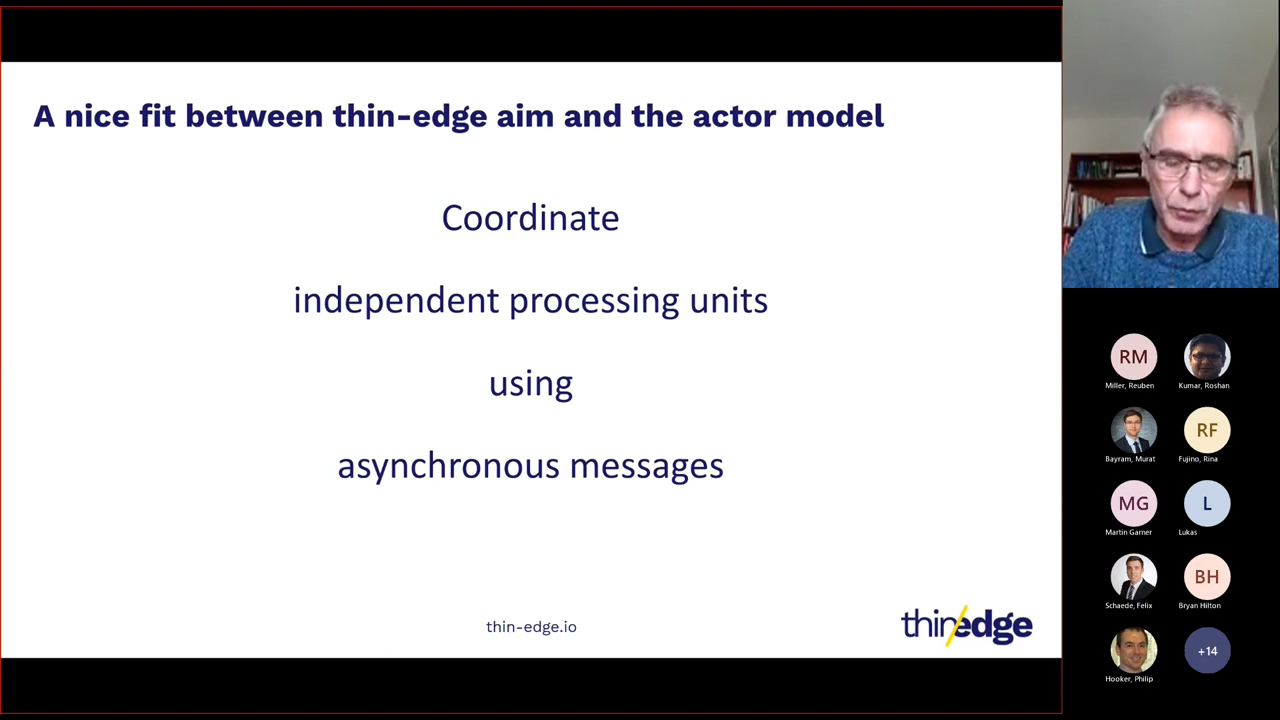 A nice fit between thin-edge aim and the actor model
Coordinate
independent processing units
using
asynchronous messages
thin-edge.io
thin/edge
RM
Miller, Reuben
Kumar, Roshan
Bayram, Murat
RF
Fujino, Rina
MG
Martin Garner
L
Lukas
Schaede, Felix
BH
Bryan Hilton
Hooker, Philip
+14